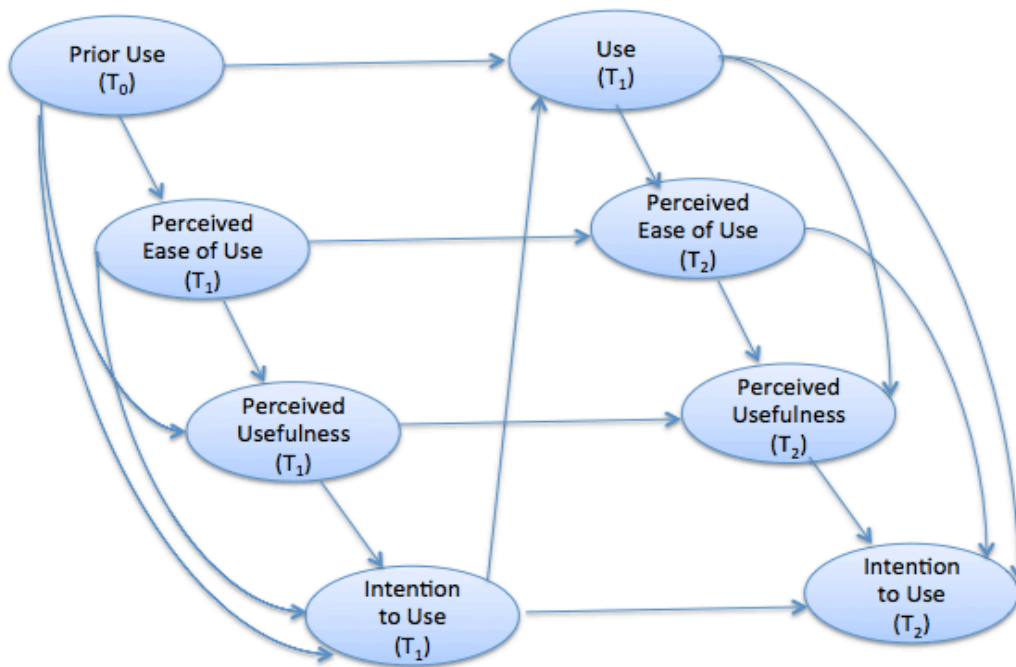 Prior Use
(T₀)
Use
(T₁)
Perceived
Ease of Use
(T₁)
Perceived
Ease of Use
(T₂)
Perceived
Usefulness
(T₁)
Perceived
Usefulness
(T₂)
Intention
to Use
(T₁)
Intention
to Use
(T₂)